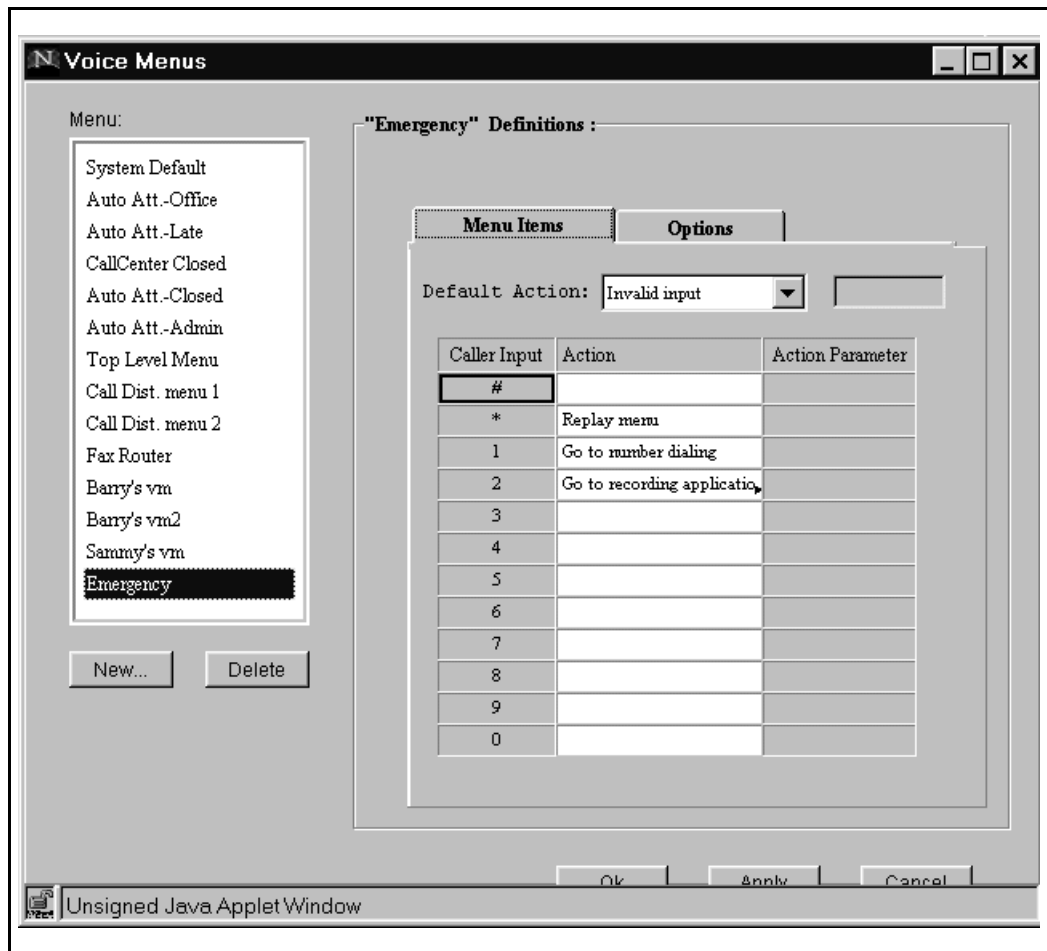 N Voice Menus
Menu:
System Default
Auto Att.-Office
Auto Att.-Late
CallCenter Closed
Auto Att.-Closed
Auto Att.-Admin
Top Level Menu
Call Dist. menu 1
Call Dist. menu 2
Fax Router
Barry's vm
Barry's vm2
Sammy's vm
Emergency
New...
Delete
"Emergency" Definitions :
Menu Items
Options
Default Action: Invalid input
Caller Input Action Action Parameter
#
* Replay menu
1 Go to number dialing
2 Go to recording applicatio
3
4
5
6
7
8
9
0
Ok Apply Cancel
Unsigned Java Applet Window